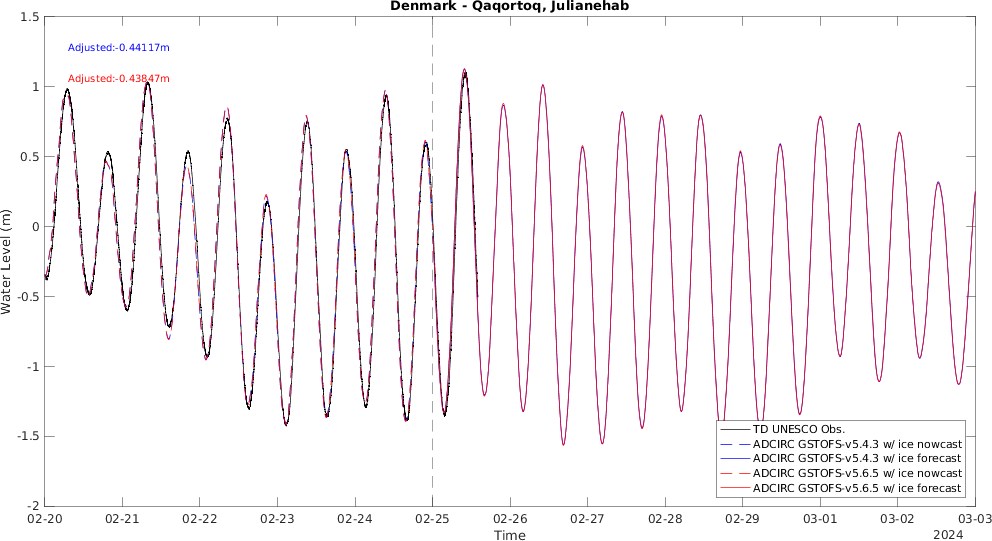 Denmark - Qaqortoq, Julianehab
1.5
1
0.5
0
-0.5
-1
-1.5
-2
Water Level (m)
Adjusted:-0.44117m
Adjusted:-0.43847m
TD UNESCO Obs.
ADCIRC GSTOFS-v5.4.3 w/ ice nowcast
ADCIRC GSTOFS-v5.4.3 w/ ice forecast
ADCIRC GSTOFS-v5.6.5 w/ ice nowcast
ADCIRC GSTOFS-v5.6.5 w/ ice forecast
02-20 02-21 02-22 02-23 02-24 02-25 02-26 02-27 02-28 02-29 03-01 03-02 03-03
Time
2024